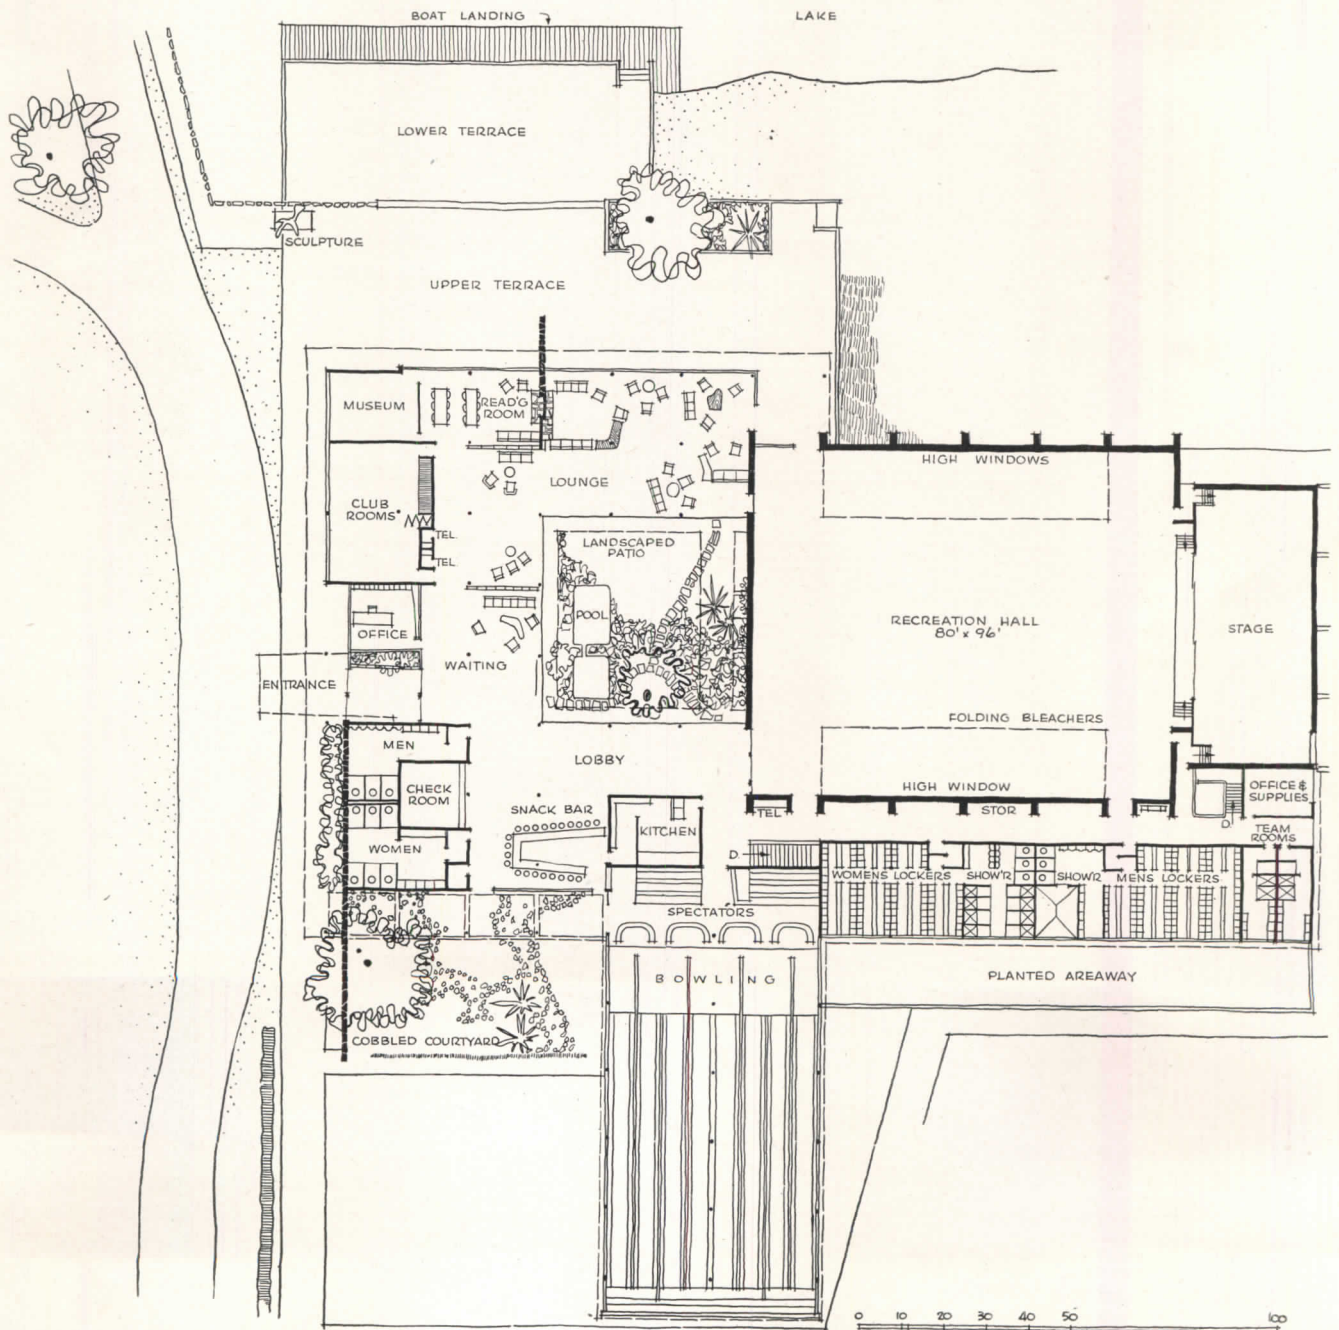 BOAT LANDING
LAKE
LOWER TERRACE
SCULPTURE
UPPER TERRACE
MUSEUM
READ'G
ROOM
HIGH WINDOWS
LOUNGE
CLUB
ROOMS
TEL.
TEL.
LANDSCAPED
PATIO
POOL
RECREATION HALL
80' x 96'
STAGE
OFFICE
WAITING
ENTRANCE
FOLDING BLEACHERS
MEN
LOBBY
CHECK
ROOM
HIGH WINDOW
OFFICE &
SUPPLIES
SNACK BAR
TEL
STOR
D.
KITCHEN
TEAM
ROOMS
WOMEN
D.
WOMENS LOCKERS
SHOW'R
SHOW'R
MENS LOCKERS
SPECTATORS
BOWLING
PLANTED AREAWAY
COBBLED COURTYARD
0 10 20 30 40 50 100